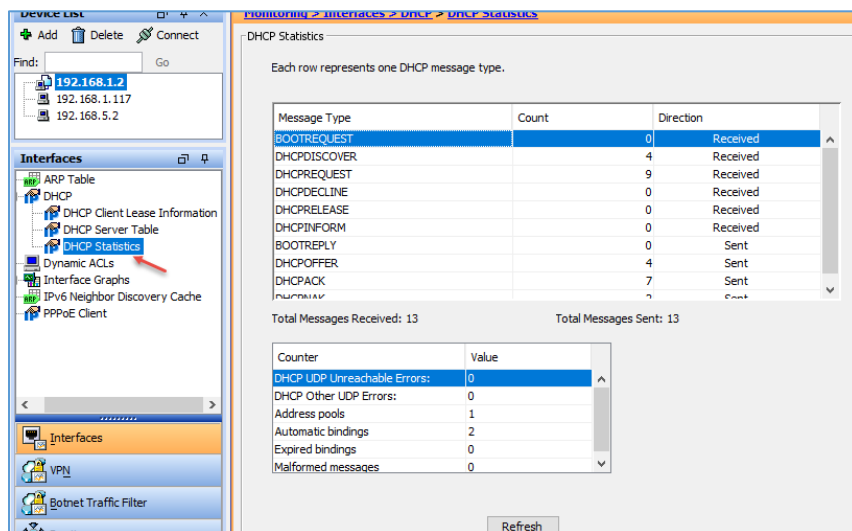 Device List
Add Delete Connect
Find: Go
192.168.1.2
192.168.1.117
192.168.5.2
Interfaces
ARP Table
DHCP
DHCP Client Lease Information
DHCP Server Table
DHCP Statistics
Dynamic ACLs
Interface Graphs
IPv6 Neighbor Discovery Cache
PPPoE Client
Interfaces
VPN
Botnet Traffic Filter
Monitoring > Interfaces > DHCP > DHCP Statistics
DHCP Statistics
Each row represents one DHCP message type.
Message Type Count Direction
BOOTREQUEST 0 Received
DHCPDISCOVER 4 Received
DHCPREQUEST 9 Received
DHCPDECLINE 0 Received
DHCPRELEASE 0 Received
DHCPINFORM 0 Received
BOOTREPLY 0 Sent
DHCPOFFER 4 Sent
DHCPACK 7 Sent
DHCPNAK 2 Sent
Total Messages Received: 13 Total Messages Sent: 13
Counter Value
DHCP UDP Unreachable Errors: 0
DHCP Other UDP Errors: 0
Address pools 1
Automatic bindings 2
Expired bindings 0
Malformed messages 0
Refresh